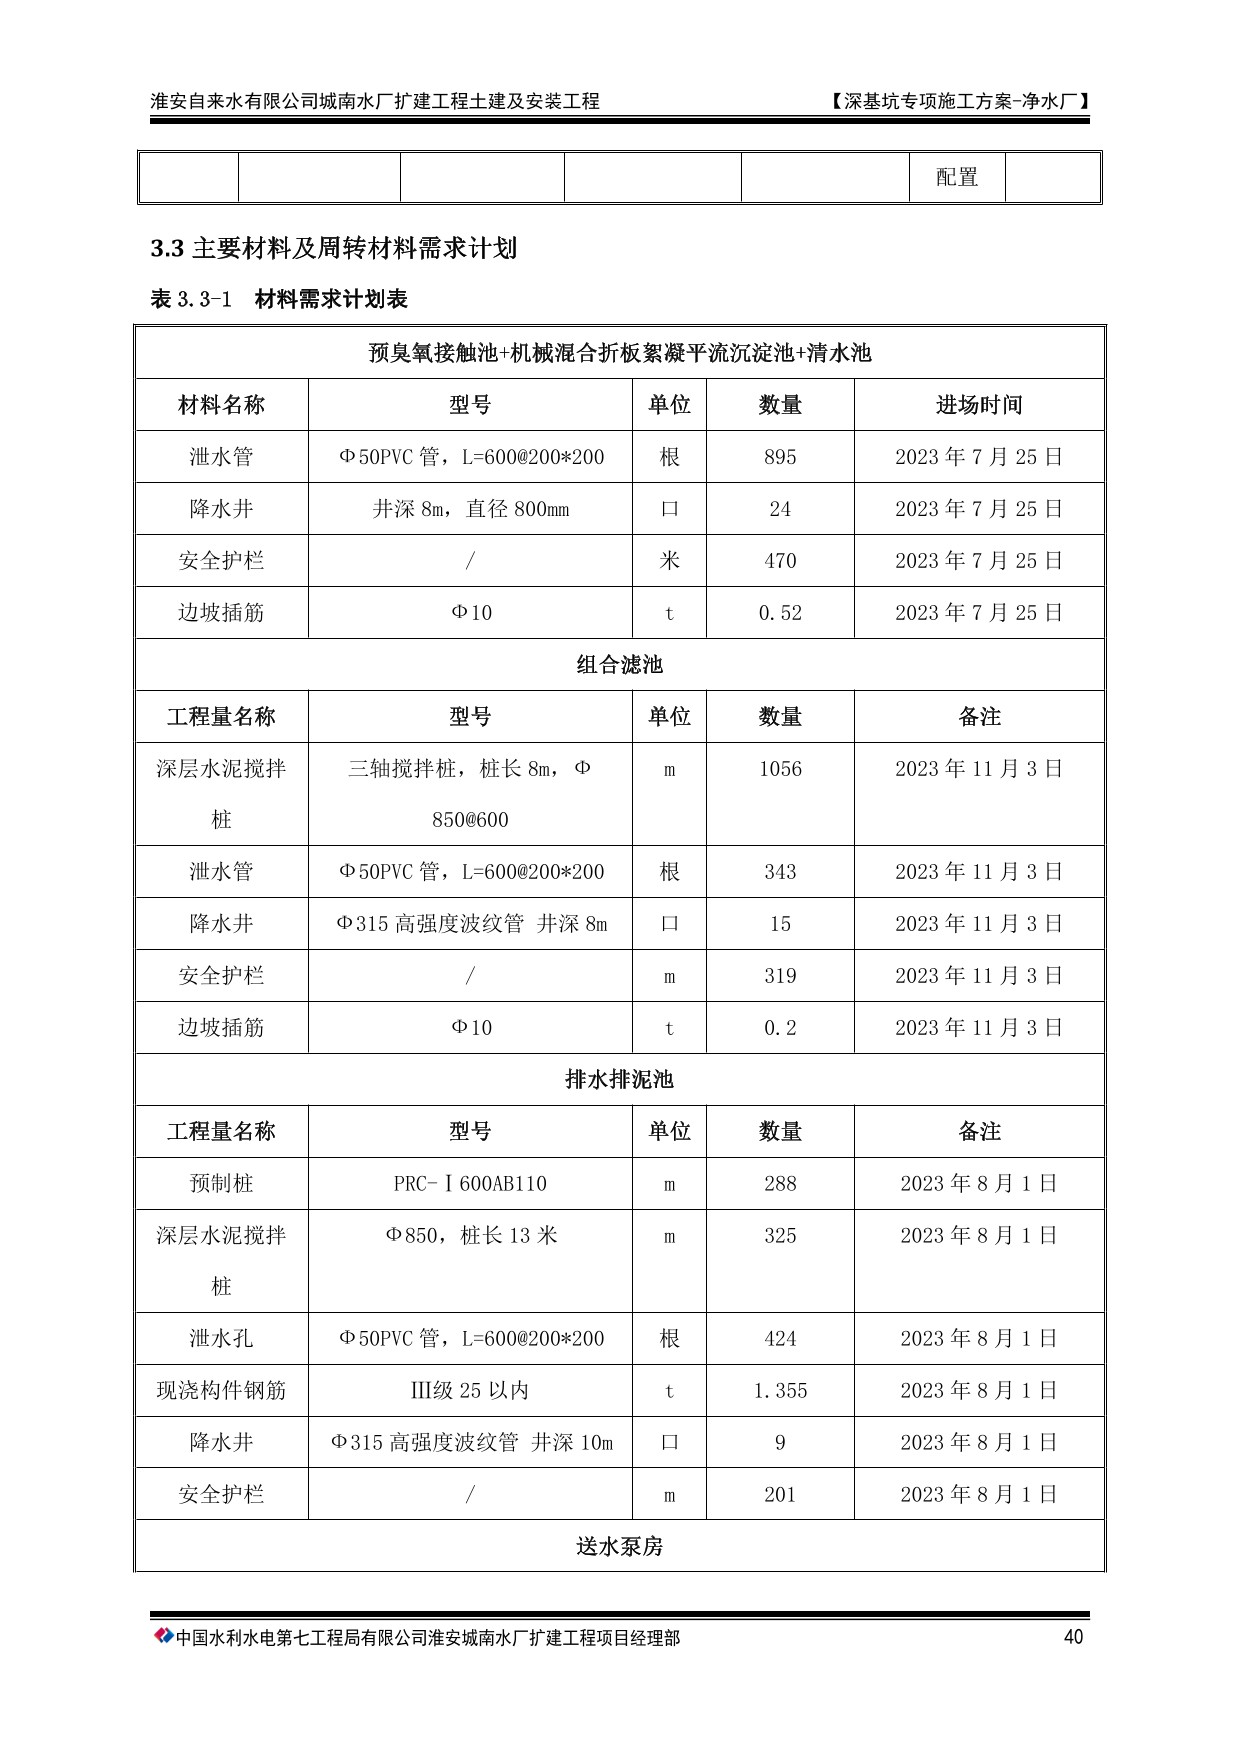 淮安自来水有限公司城南水厂扩建工程土建及安装工程 【深基坑专项施工方案-净水厂】
配置
3.3 主要材料及周转材料需求计划
表 3.3-1 材料需求计划表
预臭氧接触池+机械混合折板絮凝平流沉淀池+清水池
材料名称 型号 单位 数量 进场时间
泄水管 Φ50PVC 管，L=600@200*200 根 895 2023 年 7 月 25 日
降水井 井深 8m，直径 800mm 口 24 2023 年 7 月 25 日
安全护栏 / 米 470 2023 年 7 月 25 日
边坡插筋 Φ10 t 0.52 2023 年 7 月 25 日
组合滤池
工程量名称 型号 单位 数量 备注
深层水泥搅拌 三轴搅拌桩，桩长 8m，Φ m 1056 2023 年 11 月 3 日
桩 850@600
泄水管 Φ50PVC 管，L=600@200*200 根 343 2023 年 11 月 3 日
降水井 Φ315 高强度波纹管 井深 8m 口 15 2023 年 11 月 3 日
安全护栏 / m 319 2023 年 11 月 3 日
边坡插筋 Φ10 t 0.2 2023 年 11 月 3 日
排水排泥池
工程量名称 型号 单位 数量 备注
预制桩 PRC-Ⅰ600AB110 m 288 2023 年 8 月 1 日
深层水泥搅拌 Φ850，桩长 13 米 m 325 2023 年 8 月 1 日
桩
泄水孔 Φ50PVC 管，L=600@200*200 根 424 2023 年 8 月 1 日
现浇构件钢筋 Ⅲ级 25 以内 t 1.355 2023 年 8 月 1 日
降水井 Φ315 高强度波纹管 井深 10m 口 9 2023 年 8 月 1 日
安全护栏 / m 201 2023 年 8 月 1 日
送水泵房
中国水利水电第七工程局有限公司淮安城南水厂扩建工程项目经理部 40